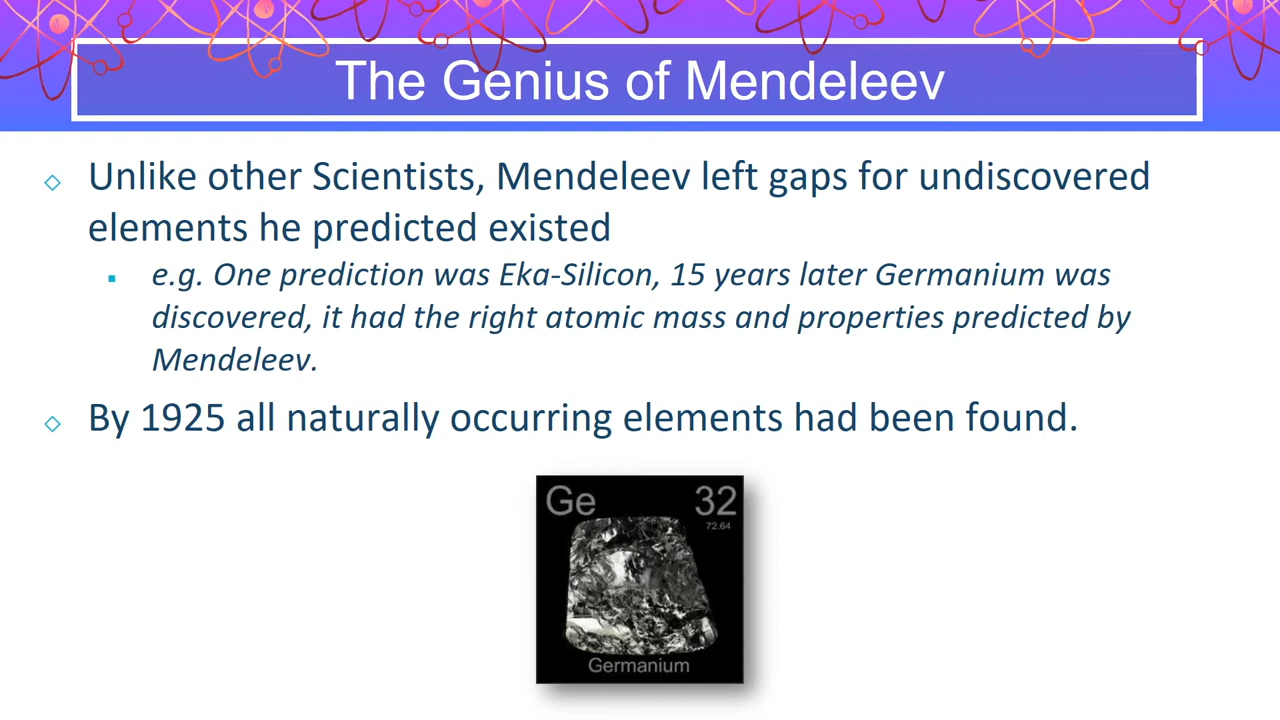 The Genius of Mendeleev
Unlike other Scientists, Mendeleev left gaps for undiscovered
elements he predicted existed
e.g. One prediction was Eka-Silicon, 15 years later Germanium was
discovered, it had the right atomic mass and properties predicted by
Mendeleev.
By 1925 all naturally occurring elements had been found.
Ge 32
72.64
Germanium